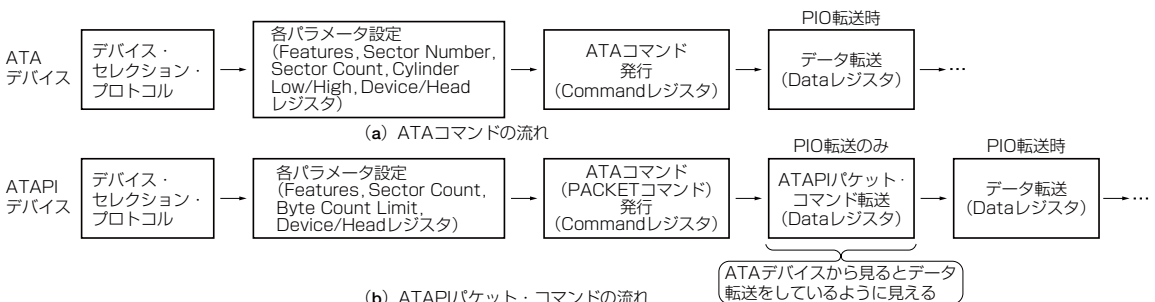 PIO転送時
ATA
デバイス
デバイス・
セレクション・
プロトコル
各パラメータ設定
(Features, Sector Number,
Sector Count, Cylinder
Low/High, Device/Head
レジスタ)
ATAコマンド
発行
(Commandレジスタ)
データ転送
(Dataレジスタ)
…
(a) ATAコマンドの流れ
PIO転送のみ
PIO転送時
ATAPI
デバイス
デバイス・
セレクション・
プロトコル
各パラメータ設定
(Features, Sector Count,
Byte Count Limit,
Device/Headレジスタ)
ATAコマンド
(PACKETコマンド)
発行
(Commandレジスタ)
ATAPIパケット・
コマンド転送
(Dataレジスタ)
データ転送
(Dataレジスタ)
…
ATAデバイスから見るとデータ
転送をしているように見える
(b) ATAPIパケット・コマンドの流れ